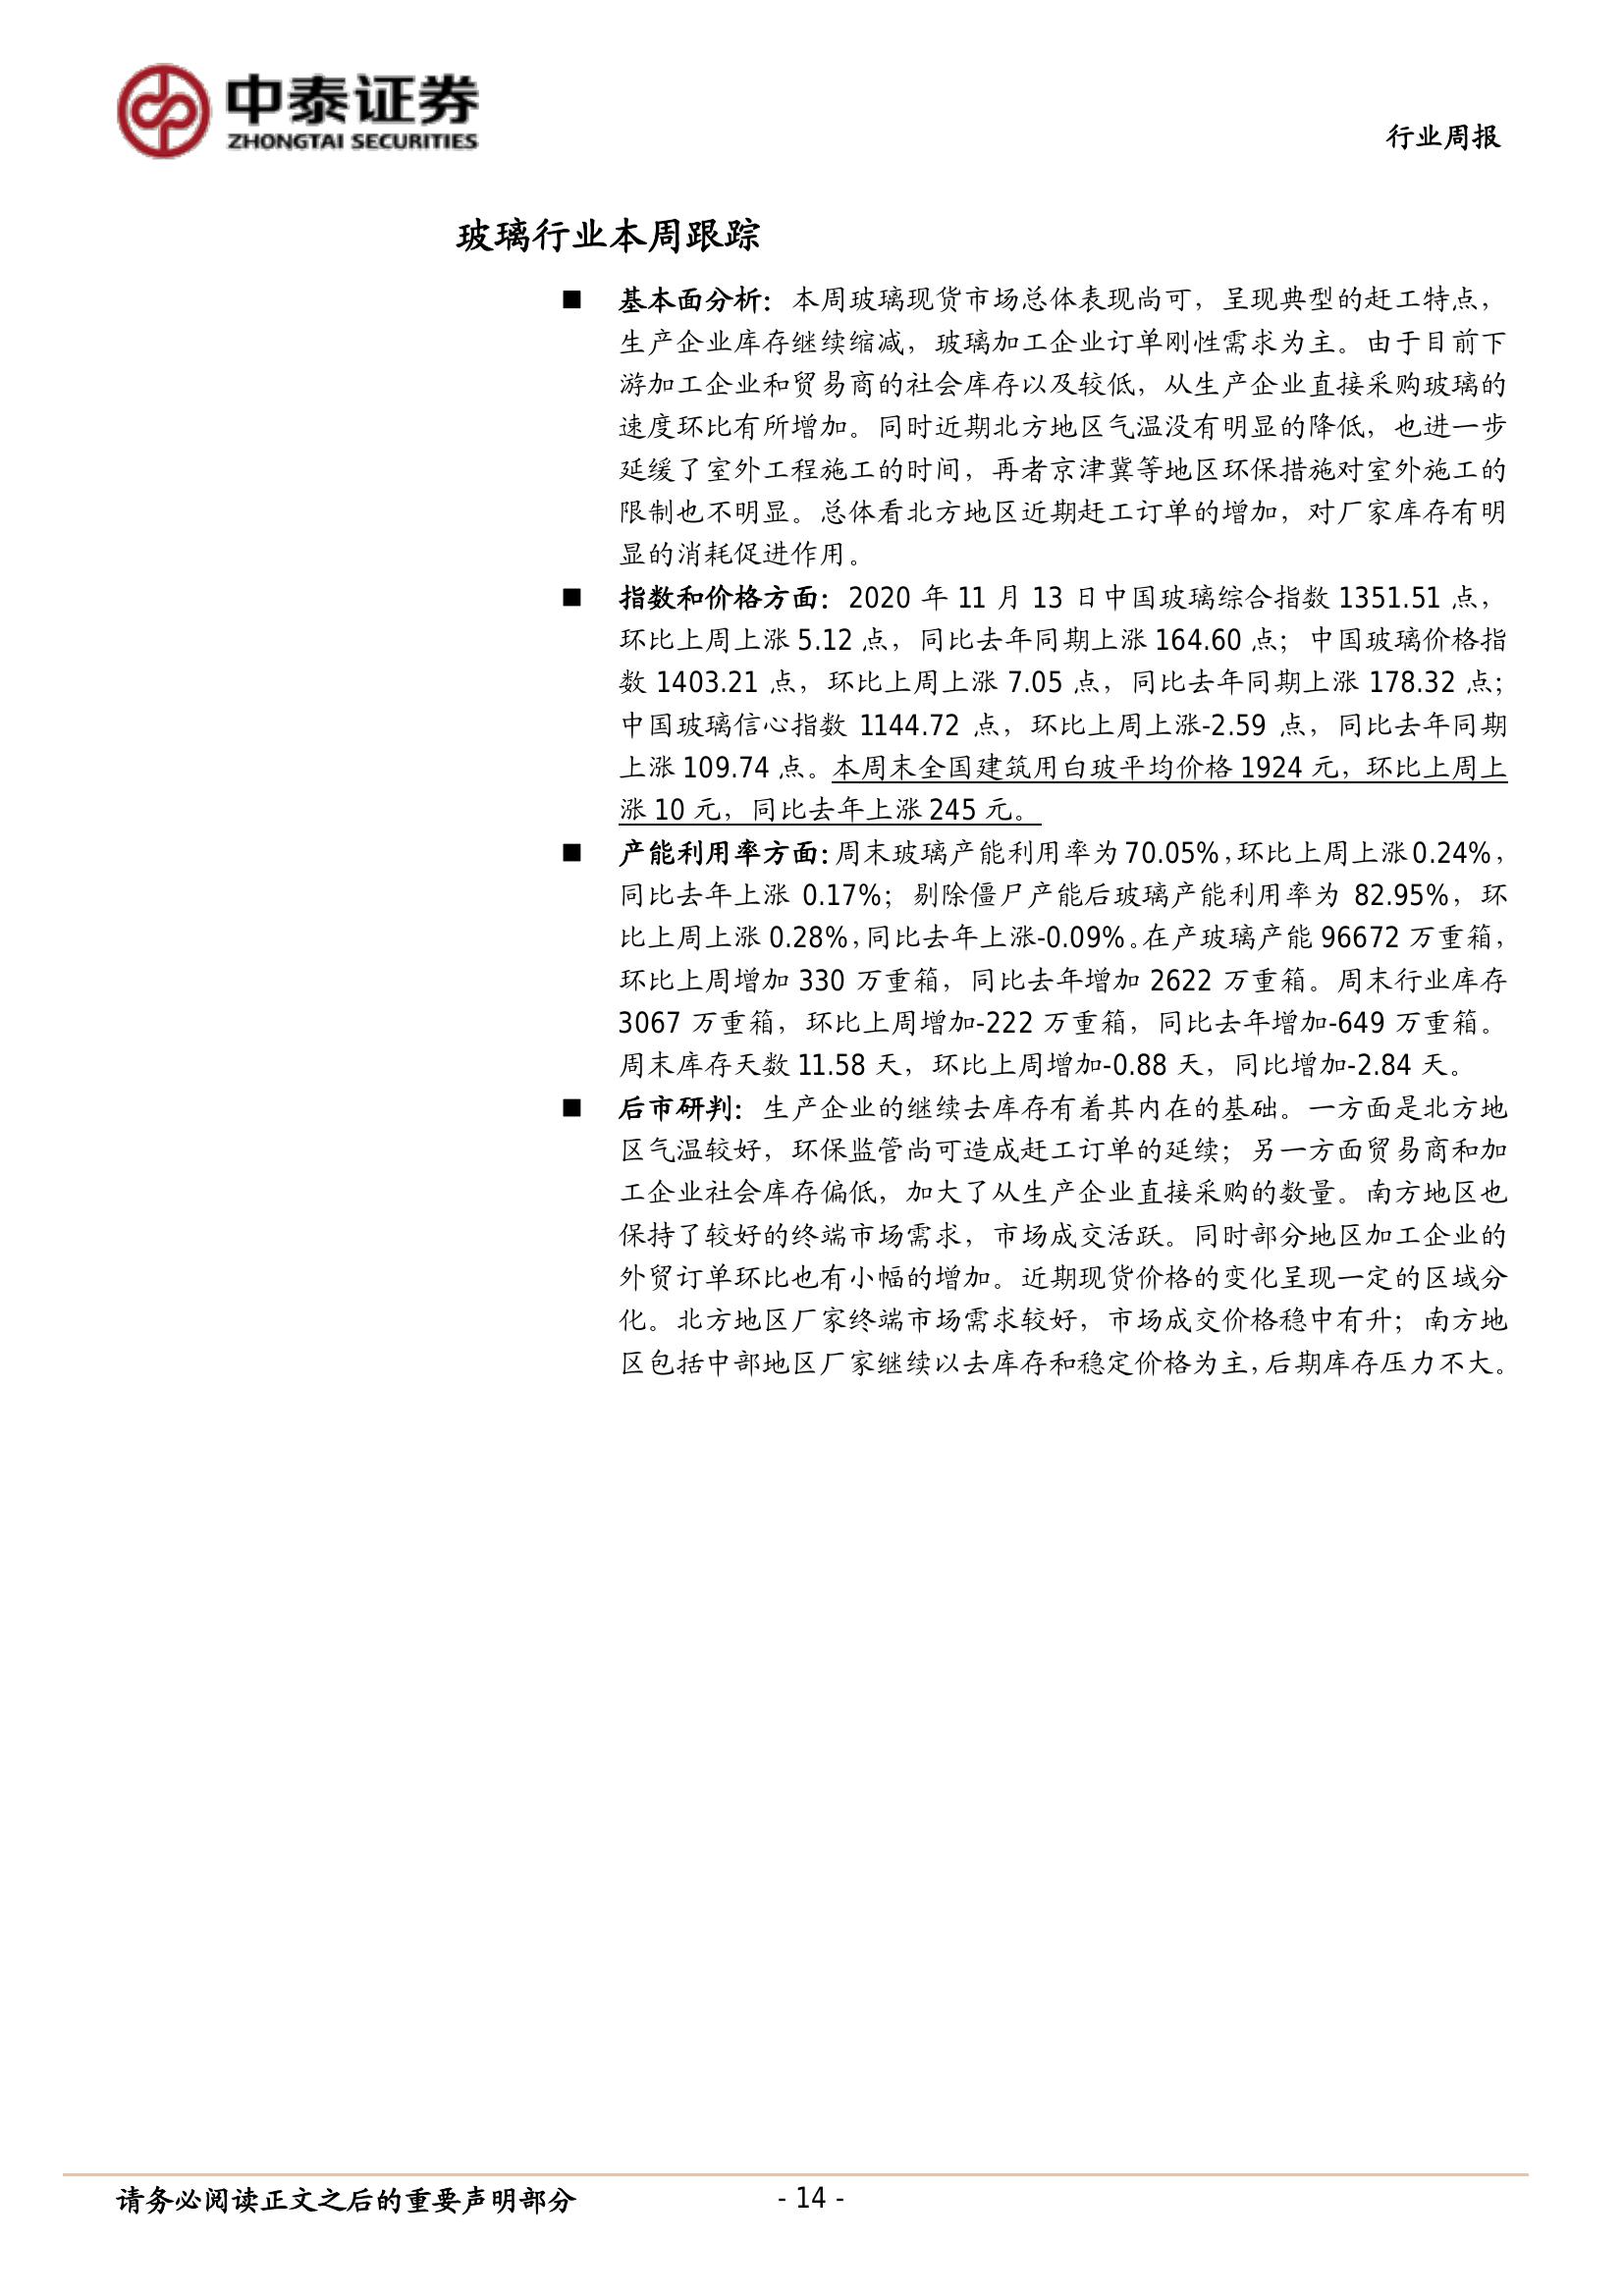 中泰证券
ZHONGTAI SECURITIES
行业周报
玻璃行业本周跟踪
■ 基本面分析：本周玻璃现货市场总体表现尚可，呈现典型的赶工特点，
生产企业库存继续缩减，玻璃加工企业订单刚性需求为主。由于目前下
游加工企业和贸易商的社会库存以及较低，从生产企业直接采购玻璃的
速度环比有所增加。同时近期北方地区气温没有明显的降低，也进一步
延缓了室外工程施工的时间，再者京津冀等地区环保措施对室外施工的
限制也不明显。总体看北方地区近期赶工订单的增加，对厂家库存有明
显的消耗促进作用。
■ 指数和价格方面：2020 年 11 月 13 日中国玻璃综合指数 1351.51 点，
环比上周上涨 5.12 点，同比去年同期上涨 164.60 点；中国玻璃价格指
数 1403.21 点，环比上周上涨 7.05 点，同比去年同期上涨 178.32 点；
中国玻璃信心指数 1144.72 点，环比上周上涨-2.59 点，同比去年同期
上涨 109.74 点。本周末全国建筑用白玻平均价格 1924 元，环比上周上
涨 10 元，同比去年上涨 245 元。
■ 产能利用率方面：周末玻璃产能利用率为 70.05%，环比上周上涨 0.24%，
同比去年上涨 0.17%；剔除僵尸产能后玻璃产能利用率为 82.95%，环
比上周上涨 0.28%，同比去年上涨-0.09%。在产玻璃产能 96672 万重箱，
环比上周增加 330 万重箱，同比去年增加 2622 万重箱。周末行业库存
3067 万重箱，环比上周增加-222 万重箱，同比去年增加-649 万重箱。
周末库存天数 11.58 天，环比上周增加-0.88 天，同比增加-2.84 天。
■ 后市研判：生产企业的继续去库存有着其内在的基础。一方面是北方地
区气温较好，环保监管尚可造成赶工订单的延续；另一方面贸易商和加
工企业社会库存偏低，加大了从生产企业直接采购的数量。南方地区也
保持了较好的终端市场需求，市场成交活跃。同时部分地区加工企业的
外贸订单环比也有小幅的增加。近期现货价格的变化呈现一定的区域分
化。北方地区厂家终端市场需求较好，市场成交价格稳中有升；南方地
区包括中部地区厂家继续以去库存和稳定价格为主，后期库存压力不大。
请务必阅读正文之后的重要声明部分
- 14 -